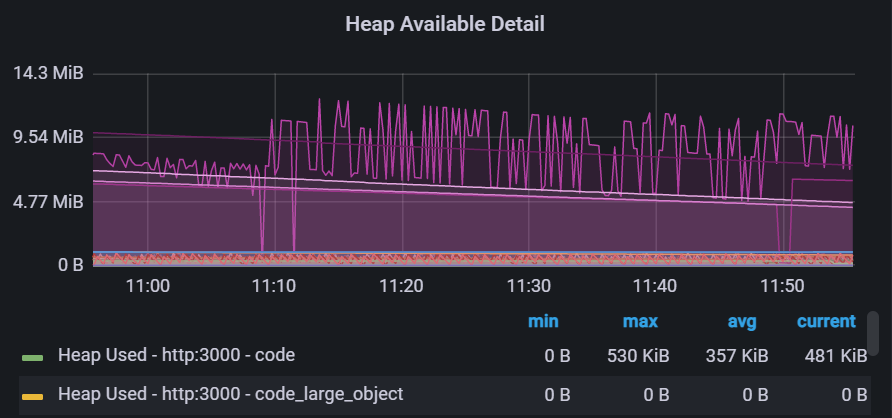 Heap Available Detail
14.3 MiB
9.54 MiB
4.77 MiB
0 B
11:00 11:10 11:20 11:30 11:40 11:50
min max avg current
Heap Used - http:3000 - code 0 B 530 KiB 357 KiB 481 KiB
Heap Used - http:3000 - code_large_object 0 B 0 B 0 B 0 B